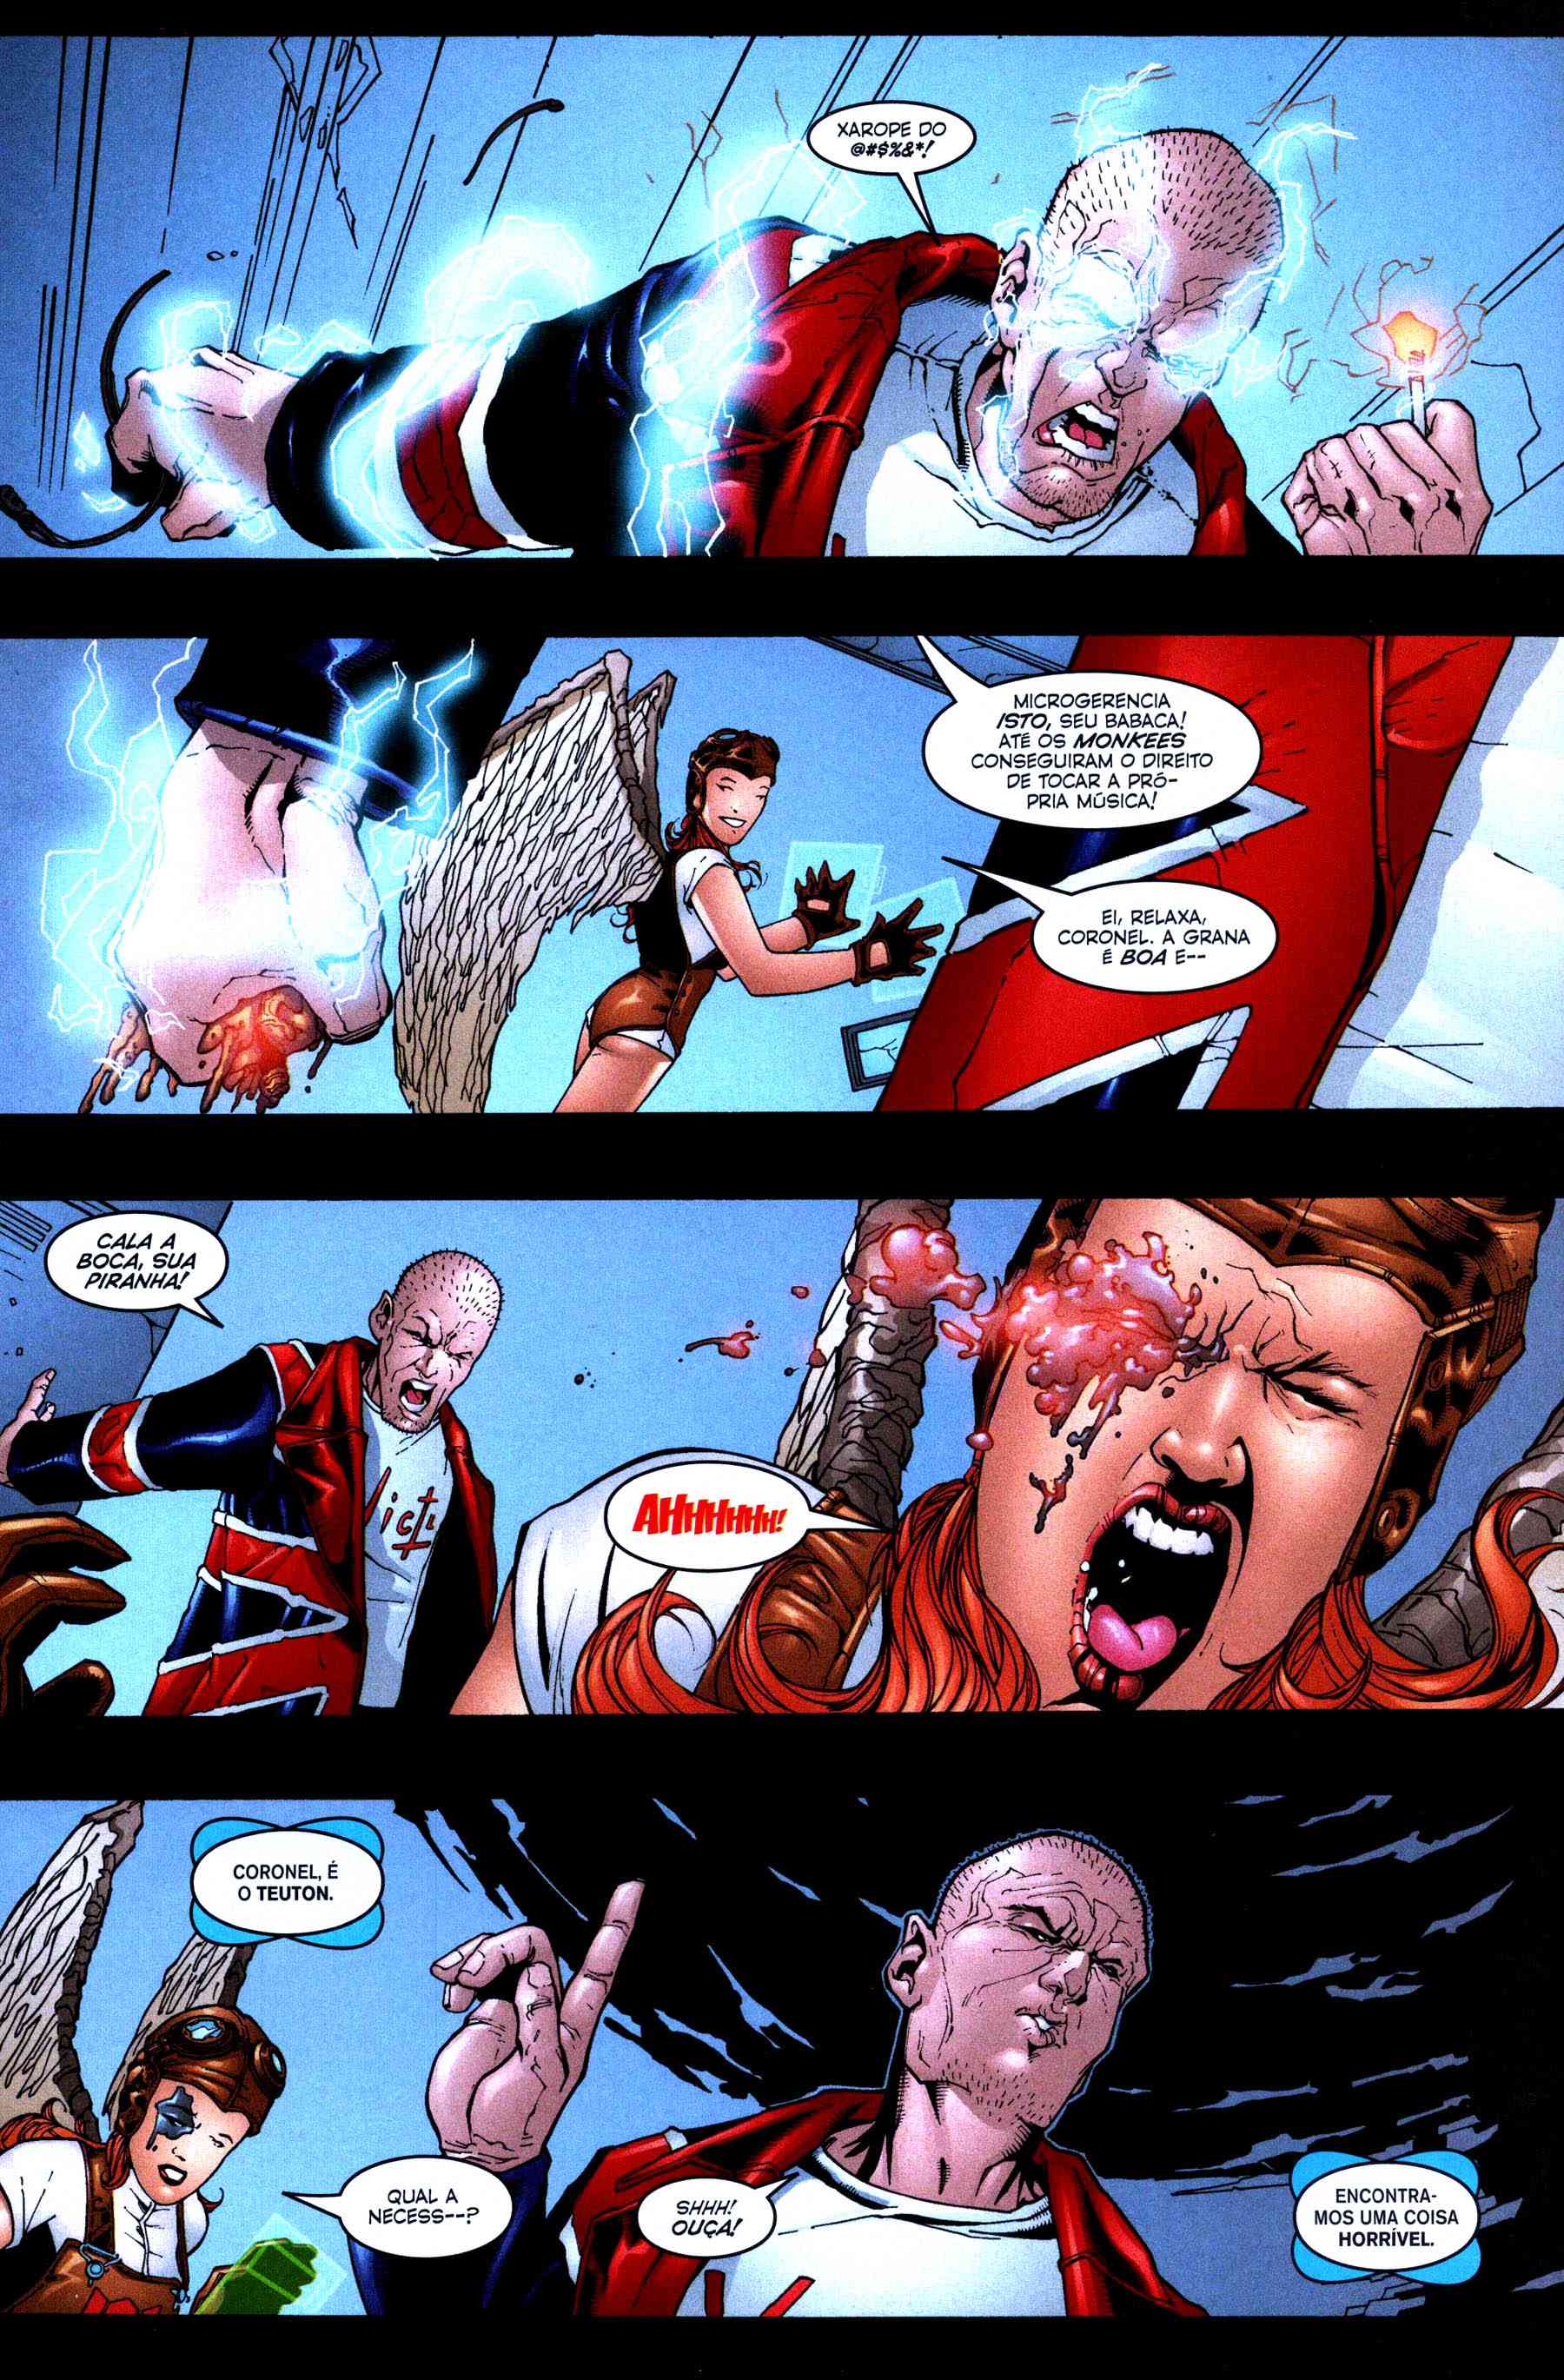 XAROPE DO
@#$%&*!
MICROGERENCIA
ISTO, SEU BABACA!
ATÉ OS MONKEES
CONSEGUIRAM O DIREITO
DE TOCAR A PRÓ-
PRIA MÚSICA!
EI, RELAXA,
CORONEL. A GRANA
É BOA E--
CALA A
BOCA, SUA
PIRANHA!
AHHHHHH!
CORONEL, É
O TEUTON.
QUAL A
NECESS--?
SHHH!
OUÇA!
ENCONTRA-
MOS UMA COISA
HORRÍVEL.